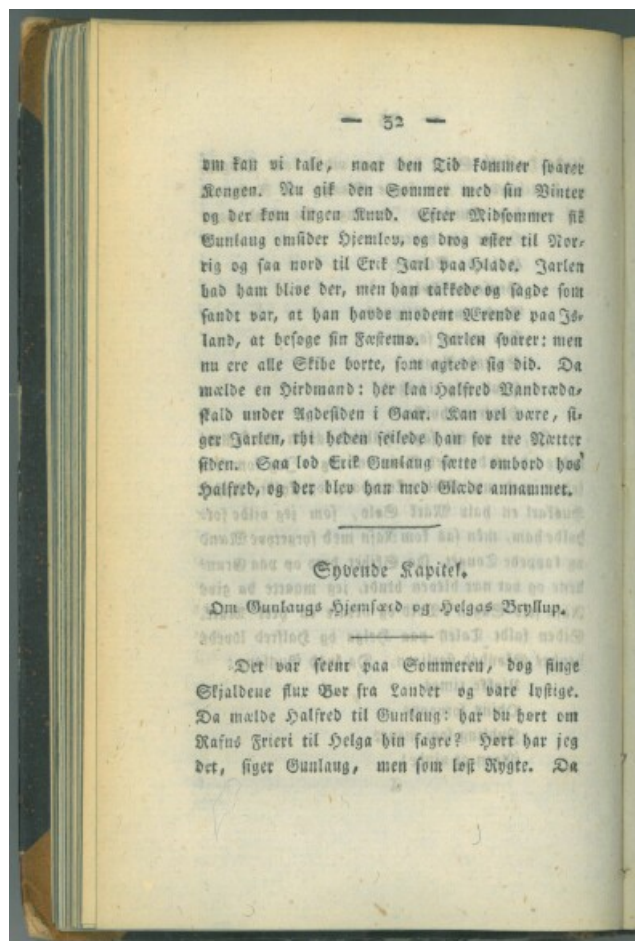 — 52 —
om kan vi tale, naar den Tid kommer svarer
Kongen. Nu gik den Sommer med sin Vinter
og der kom ingen Knud. Efter Midsommer fik
Gunlaug omsider Hjemlov, og drog efter til Nor-
rig og saa nord til Erik Jarl paa Hlade. Jarlen
bad ham blive der, men han takkede og sagde som
sandt var, at han havde modent Ærende paa Is-
land, at besøge sin Fæstemø. Jarlen svarer: men
nu ere alle Skibe borte, som agtede sig did. Da
mælde en Hirdmand: her laa Halfred Vandræda-
skald under Agdesiden i Gaar. Kan vel være, si-
ger Jarlen, thi heden seilede han for tre Nætter
siden. Saa lod Erik Gunlaug sætte ombord hos
Halfred, og der blev han med Glæde annammet.
Syvende Kapitel.
Om Gunlaugs Hjemfærd og Helgas Bryllup.
Det var seent paa Sommeren, dog finge
Skjaldene flux Bør fra Landet og vare lystige.
Da mælde Halfred til Gunlaug: har du hørt om
Rafns Frieri til Helga hin fagre? Hørt har jeg
det, siger Gunlaug, men som løst Rygte. Da